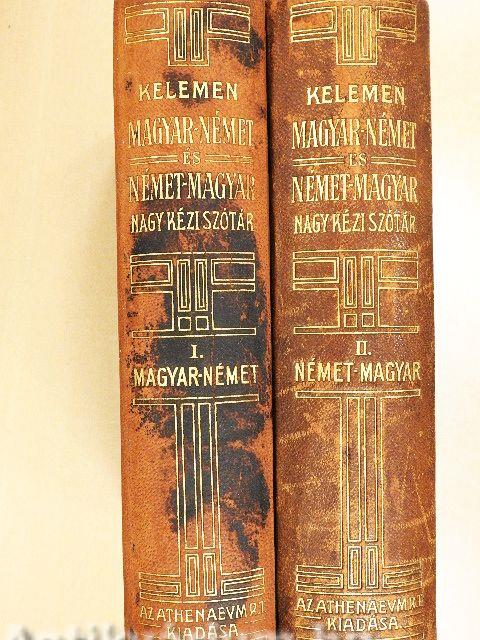 KELEMEN
MAGYAR-NÉMET
ÉS
NÉMET-MAGYAR
NAGY KÉZI SZÓTÁR
I.
MAGYAR-NÉMET
AZ ATHENAEVM R.T.
KIADÁSA
KELEMEN
MAGYAR-NÉMET
ÉS
NÉMET-MAGYAR
NAGY KÉZI SZÓTÁR
II.
NÉMET-MAGYAR
AZ ATHENAEVM R.T.
KIADÁSA